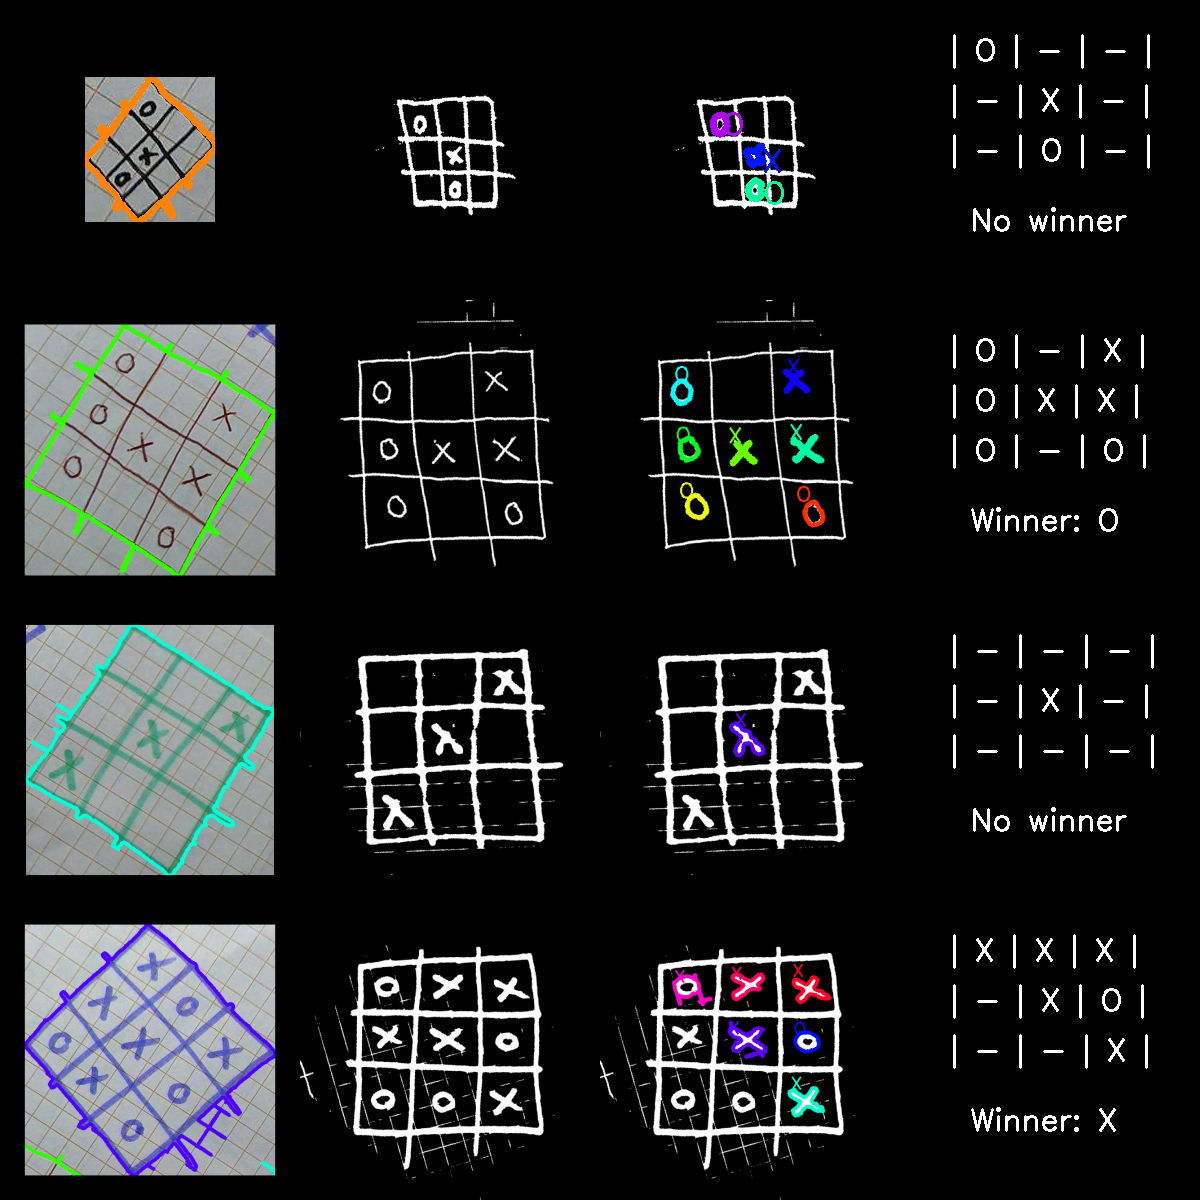 | O | – | – |
| – | X | – |
| – | O | – |
No winner
| O | – | X |
| O | X | X |
| O | – | O |
Winner: O
| – | – | – |
| – | X | – |
| – | – | – |
No winner
| X | X | X |
| – | X | O |
| – | – | X |
Winner: X